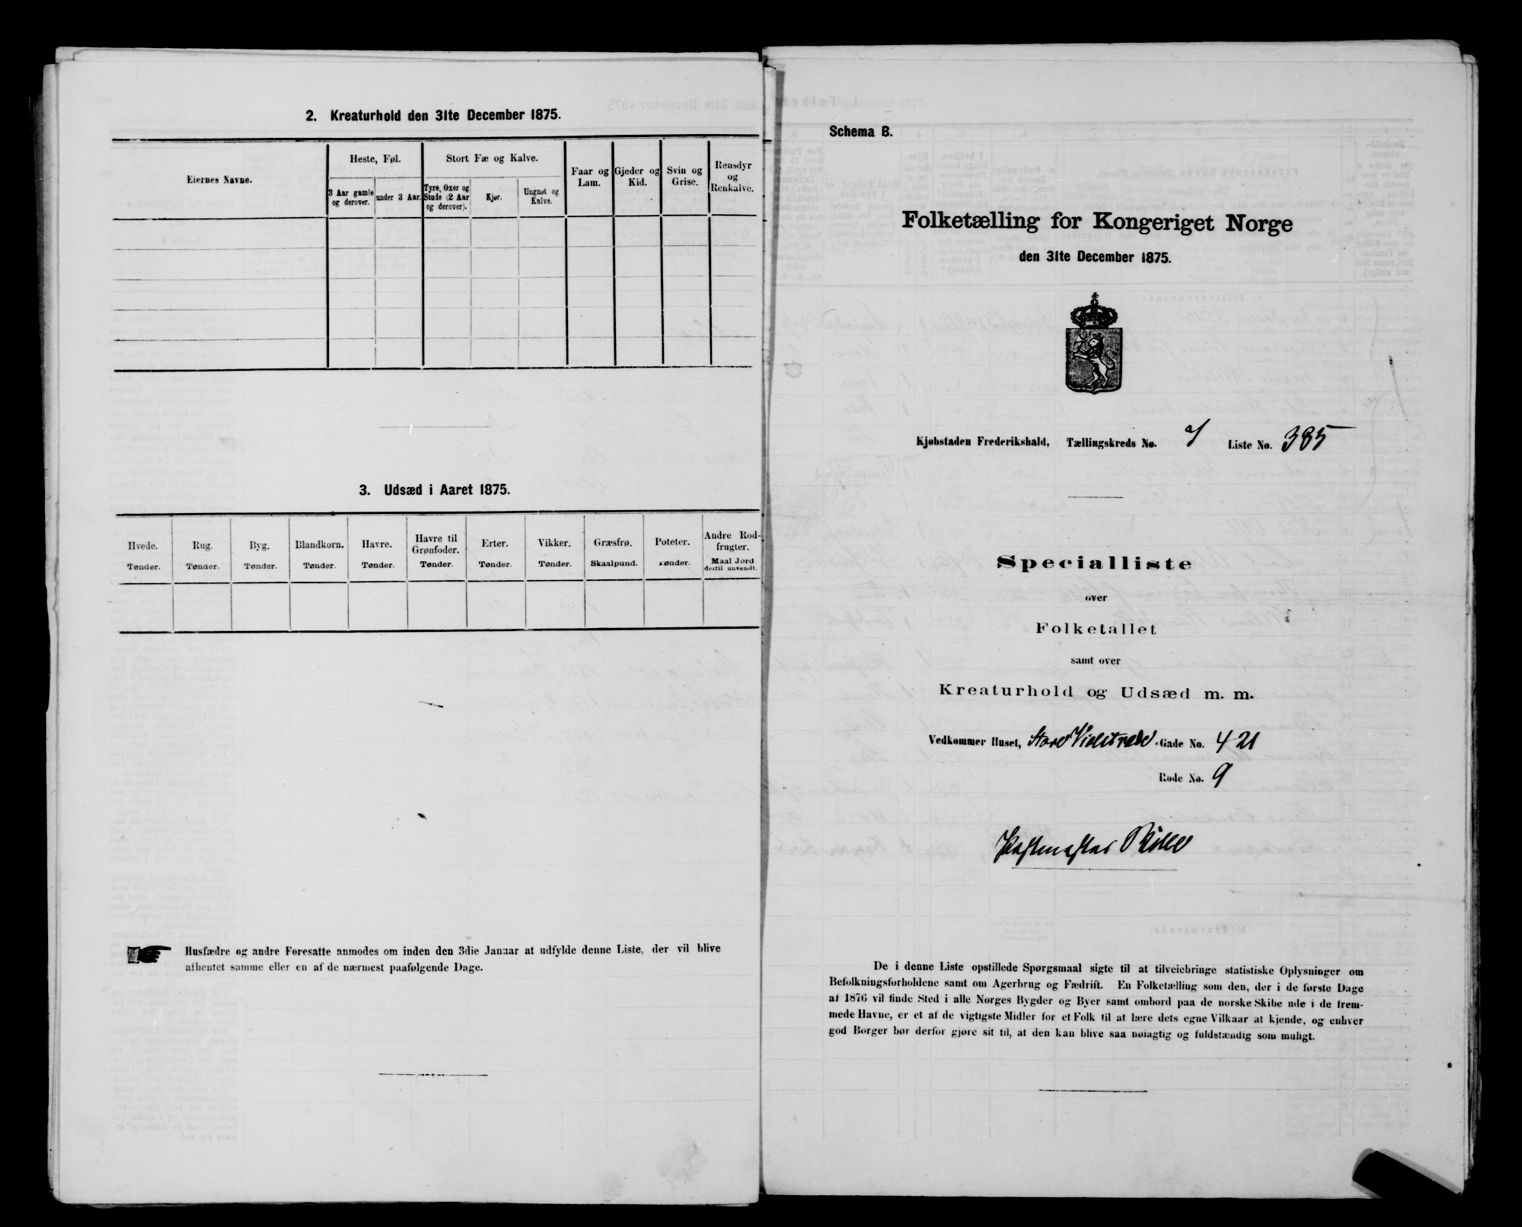 2. Kreaturhold den 31te December 1875.
Eiernes Navne.
Heste, Føl.
3 Aar gamle og derover.
under 3 Aar.
Stort Fæ og Kalve.
Tyre, Oxer og Stude (2 Aar og derover).
Kjør.
Ungnøt og Kalve.
Faar og Lam.
Gjeder og Kid.
Svin og Grise.
Rensdyr og Renkalve.
3. Udsæd i Aaret 1875.
Hvede. Rug. Byg. Blandkorn. Havre. Havre til Grønfoder. Erter. Vikker. Græsfrø. Poteter. Andre Rodfrugter.
Tønder. Tønder. Tønder. Tønder. Tønder. Tønder. Tønder. Tønder. Skaalpund. Tønder. Maal Jord dertil anvendt.
Husfædre og andre Foresatte anmodes om inden den 3die Januar at udfylde denne Liste, der vil blive
afhentet samme eller en af de nærmest paafølgende Dage.
Schema B.
Folketælling for Kongeriget Norge
den 31te December 1875.
Kjøbstaden Frederikshald, Tællingskreds No. 7 Liste No. 385
Specialliste
over
Folketallet
samt over
Kreaturhold og Udsæd m. m.
Vedkommer Huset, Store -Gade No. 421
Rode No. 9
Postmester
De i denne Liste opstillede Spørgsmaal sigte til at tilveiebringe statistiske Oplysninger om
Befolkningsforholdene samt om Agerbrug og Fædrift. En Folketælling som den, der i de første Dage
af 1876 vil finde Sted i alle Norges Bygder og Byer samt ombord paa de norske Skibe ude i de frem-
mede Havne, er et af de vigtigste Midler for et Folk til at lære dets egne Vilkaar at kjende, og enhver
god Borger bør derfor gjøre sit til, at den kan blive saa nøiagtig og fuldstændig som muligt.